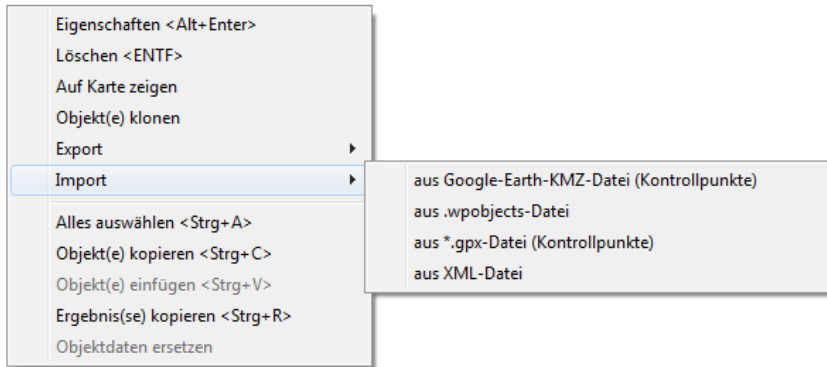 Eigenschaften <Alt+Enter>
Löschen <ENTF>
Auf Karte zeigen
Objekt(e) klonen
Export
Import
aus Google-Earth-KMZ-Datei (Kontrollpunkte)
aus .wpobjects-Datei
aus *.gpx-Datei (Kontrollpunkte)
aus XML-Datei
Alles auswählen <Strg+A>
Objekt(e) kopieren <Strg+C>
Objekt(e) einfügen <Strg+V>
Ergebnis(se) kopieren <Strg+R>
Objektdaten ersetzen